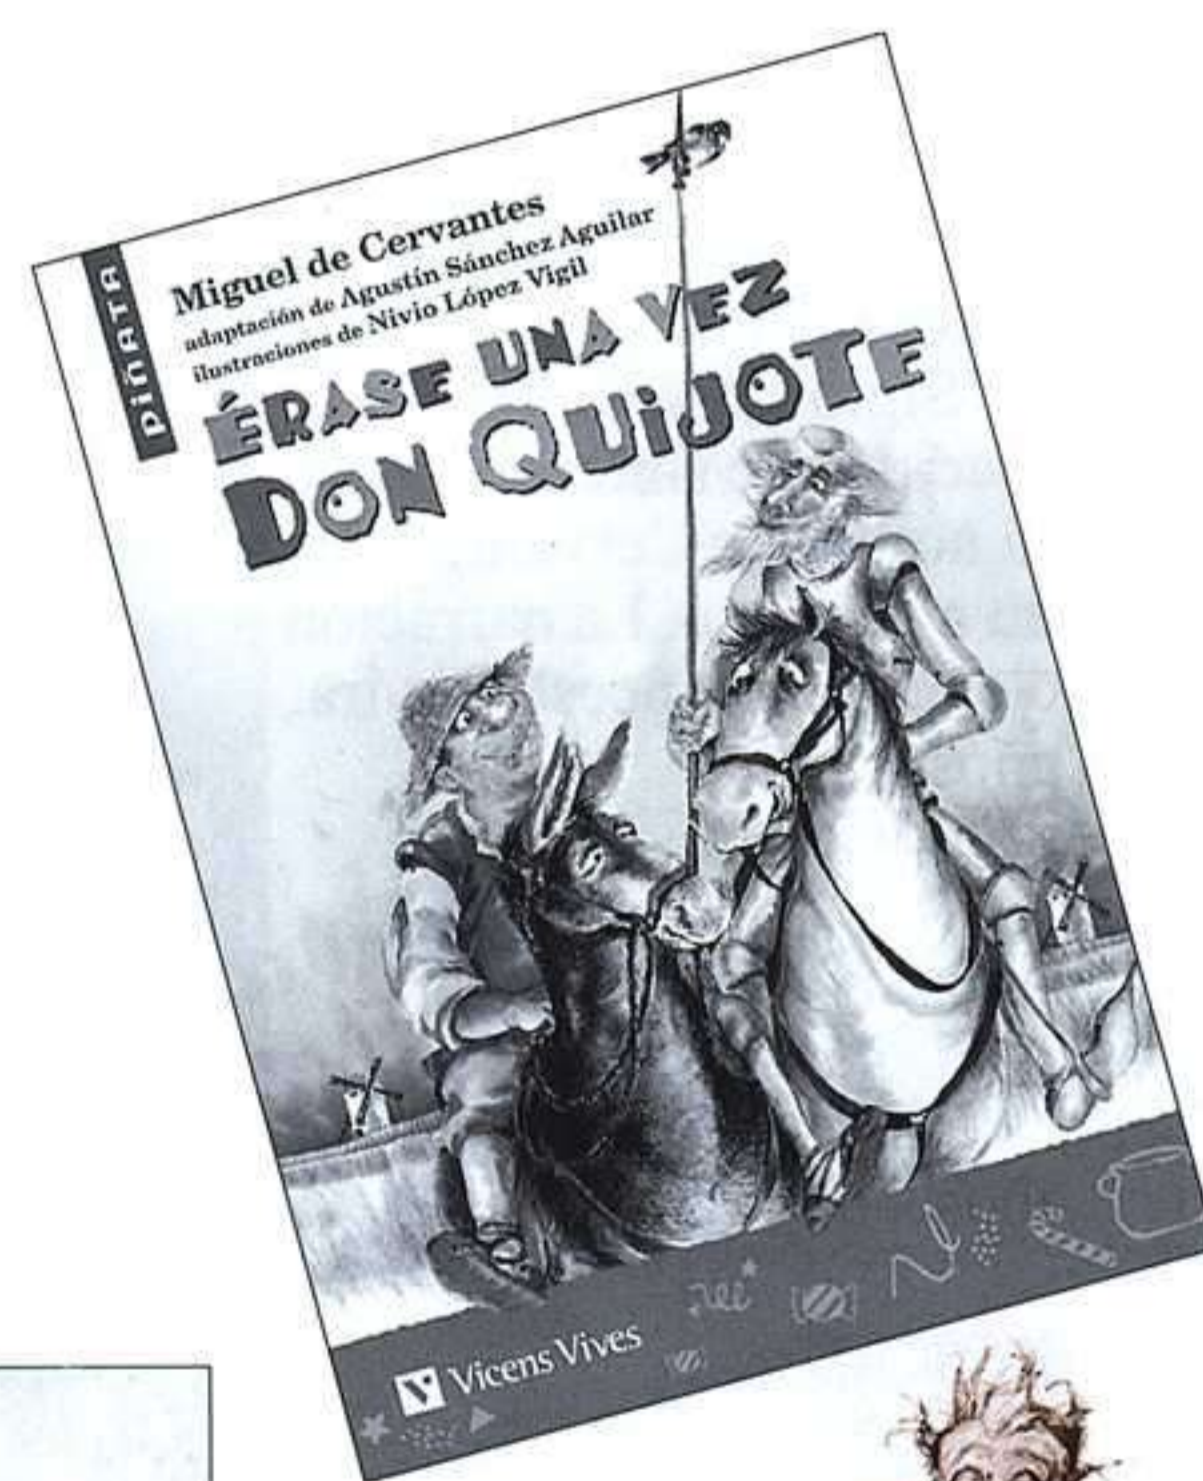 PIÑATA
Miguel de Cervantes
adaptación de Agustín Sánchez Aguilar
ilustraciones de Nivio López Vigil
ÉRASE UNA VEZ
DON QUIJOTE
V Vicens Vives